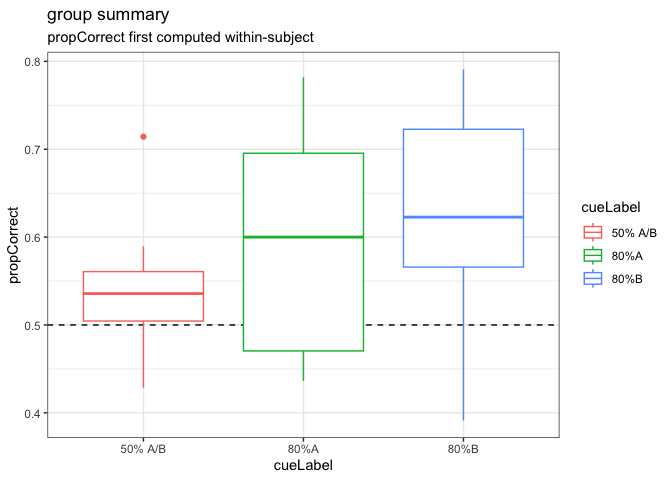 group summary
propCorrect first computed within-subject
0.8
0.7
0.6
0.5
0.4
propCorrect
50% A/B
80%A
80%B
cueLabel
cueLabel
50% A/B
80%A
80%B